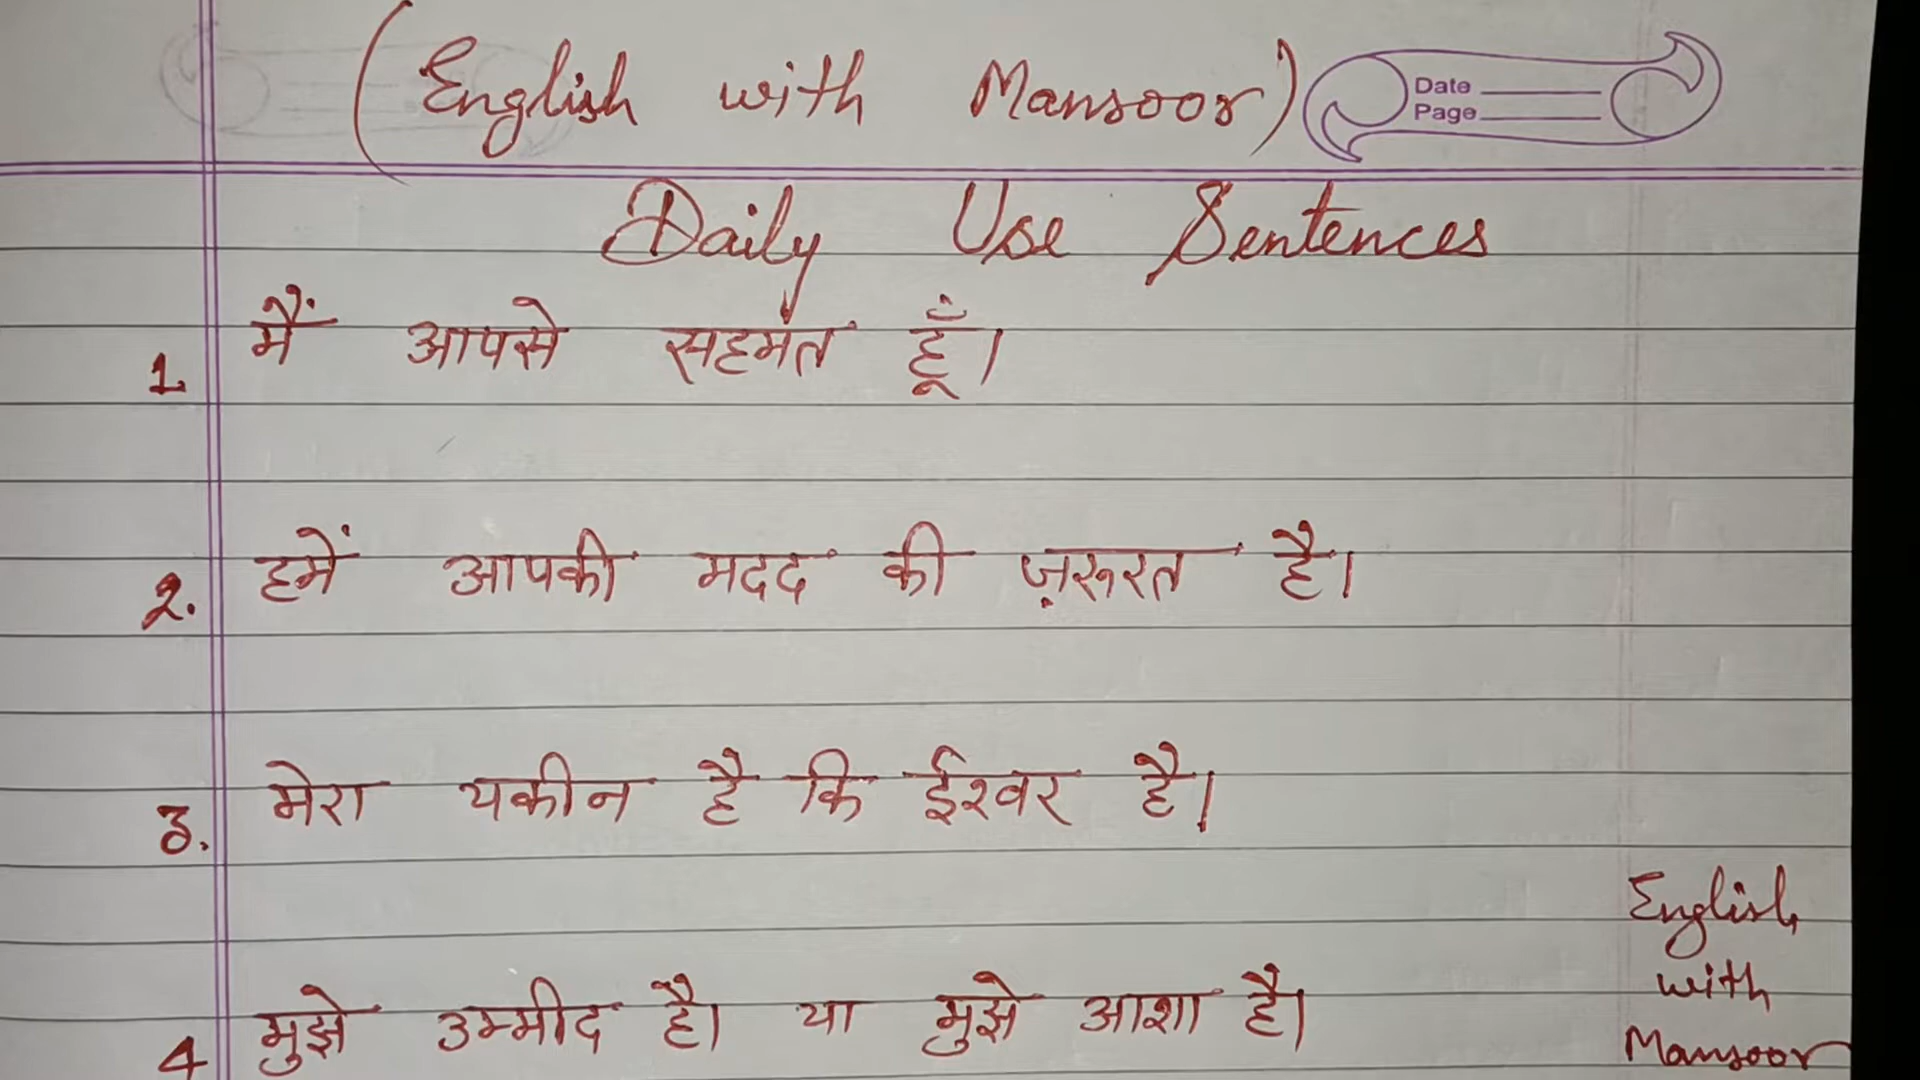 (English with Mansoor)
Date
Page
Daily Use Sentences
1. मैं आपसे सहमत हूँ।
2. हमें आपकी मदद की ज़रूरत है।
3. मेरा यकीन है कि ईश्वर है।
4 मुझे उम्मीद है। या मुझे आशा है।
English
with
Mansoor